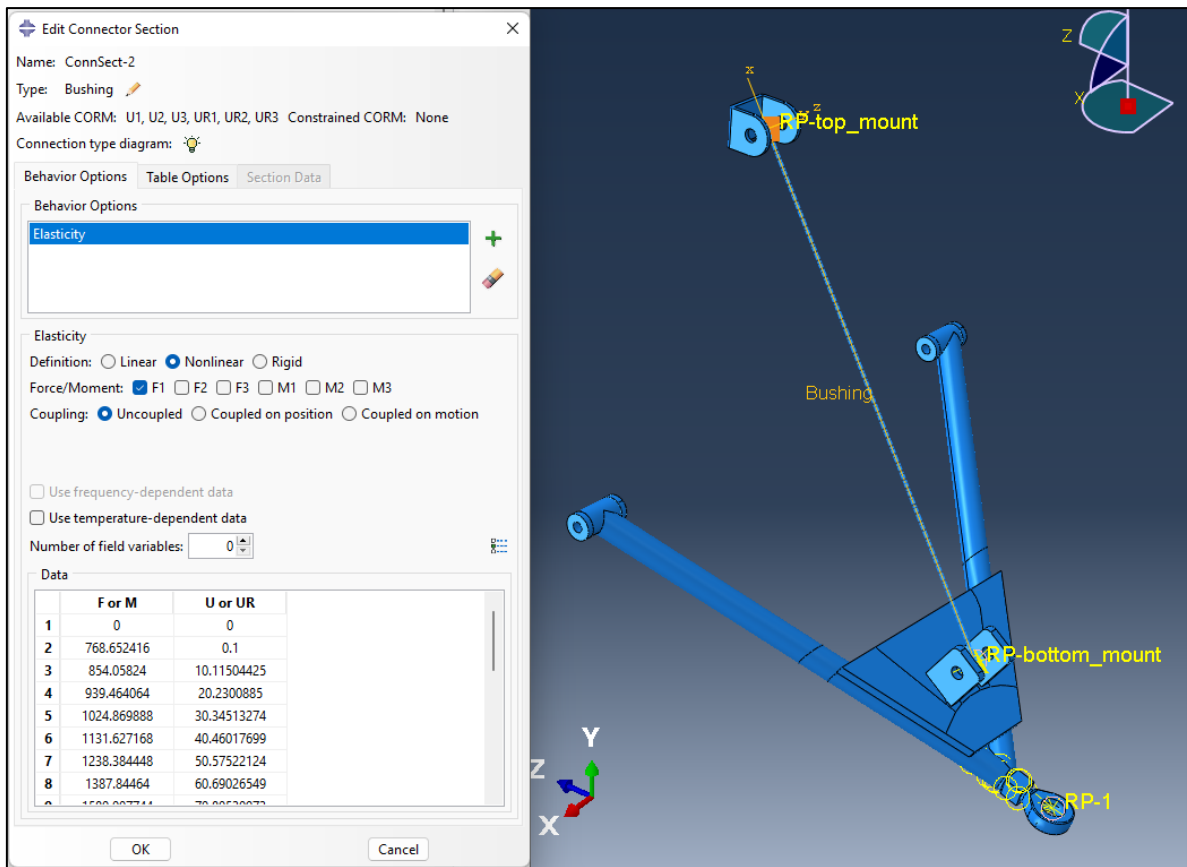 Edit Connector Section
Name: ConnSect-2
Type: Bushing
Available CORM: U1, U2, U3, UR1, UR2, UR3 Constrained CORM: None
Connection type diagram:
Behavior Options Table Options Section Data
Behavior Options
Elasticity
Elasticity
Definition: Linear Nonlinear Rigid
Force/Moment: F1 F2 F3 M1 M2 M3
Coupling: Uncoupled Coupled on position Coupled on motion
Use frequency-dependent data
Use temperature-dependent data
Number of field variables: 0
Data
F or M U or UR
1 0 0
2 768.652416 0.1
3 854.05824 10.11504425
4 939.464064 20.2300885
5 1024.869888 30.34513274
6 1131.627168 40.46017699
7 1238.384448 50.57522124
8 1387.84464 60.69026549
OK Cancel
Z
X
x
z
RP-top_mount
Bushing
RP-bottom_mount
RP-1
Y
Z
X